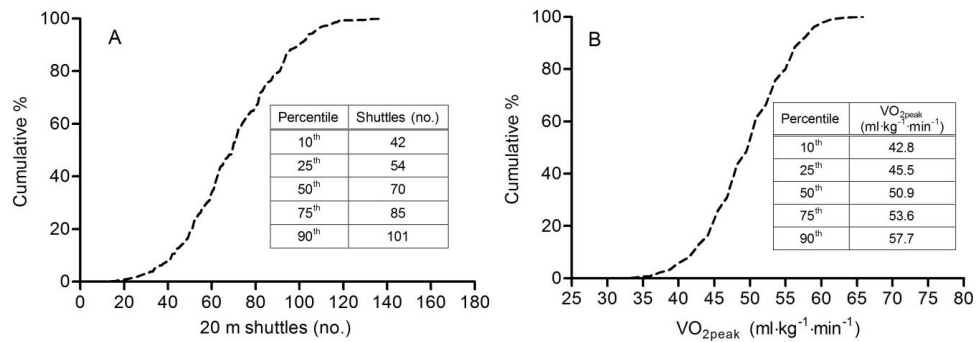 A
Cumulative %
100
80
60
40
20
0
0 20 40 60 80 100 120 140 160 180
20 m shuttles (no.)
Percentile Shuttles (no.)
10th 42
25th 54
50th 70
75th 85
90th 101
B
Cumulative %
100
80
60
40
20
0
25 30 35 40 45 50 55 60 65 70 75 80
VO2peak (ml·kg-1·min-1)
Percentile VO2peak
(ml·kg-1·min-1)
10th 42.8
25th 45.5
50th 50.9
75th 53.6
90th 57.7